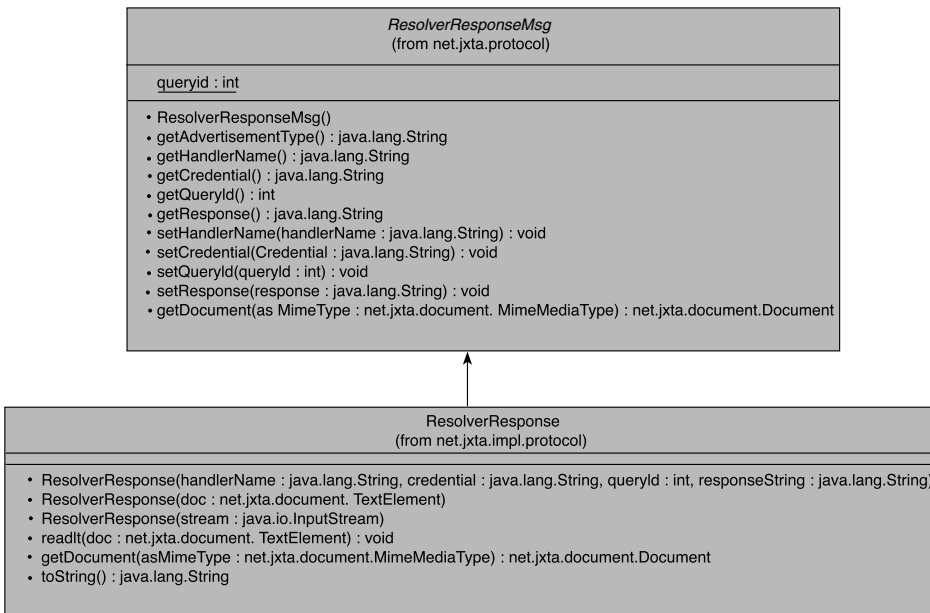 ResolverResponseMsg
(from net.jxta.protocol)
queryid : int
• ResolverResponseMsg()
• getAdvertisementType() : java.lang.String
• getHandlerName() : java.lang.String
• getCredential() : java.lang.String
• getQueryId() : int
• getResponse() : java.lang.String
• setHandlerName(handlerName : java.lang.String) : void
• setCredential(Credential : java.lang.String) : void
• setQueryId(queryId : int) : void
• setResponse(response : java.lang.String) : void
• getDocument(as MimeType : net.jxta.document. MimeMediaType) : net.jxta.document.Document
ResolverResponse
(from net.jxta.impl.protocol)
• ResolverResponse(handlerName : java.lang.String, credential : java.lang.String, queryId : int, responseString : java.lang.String)
• ResolverResponse(doc : net.jxta.document. TextElement)
• ResolverResponse(stream : java.io.InputStream)
• readIt(doc : net.jxta.document. TextElement) : void
• getDocument(asMimeType : net.jxta.document.MimeMediaType) : net.jxta.document.Document
• toString() : java.lang.String